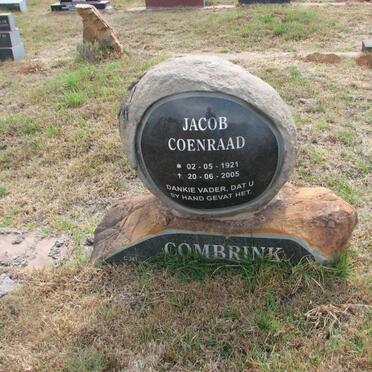 JACOB
COENRAAD
* 02 - 05 - 1921
† 20 - 06 - 2005
DANKIE VADER, DAT U
SY HAND GEVAT HET.
COMBRINK